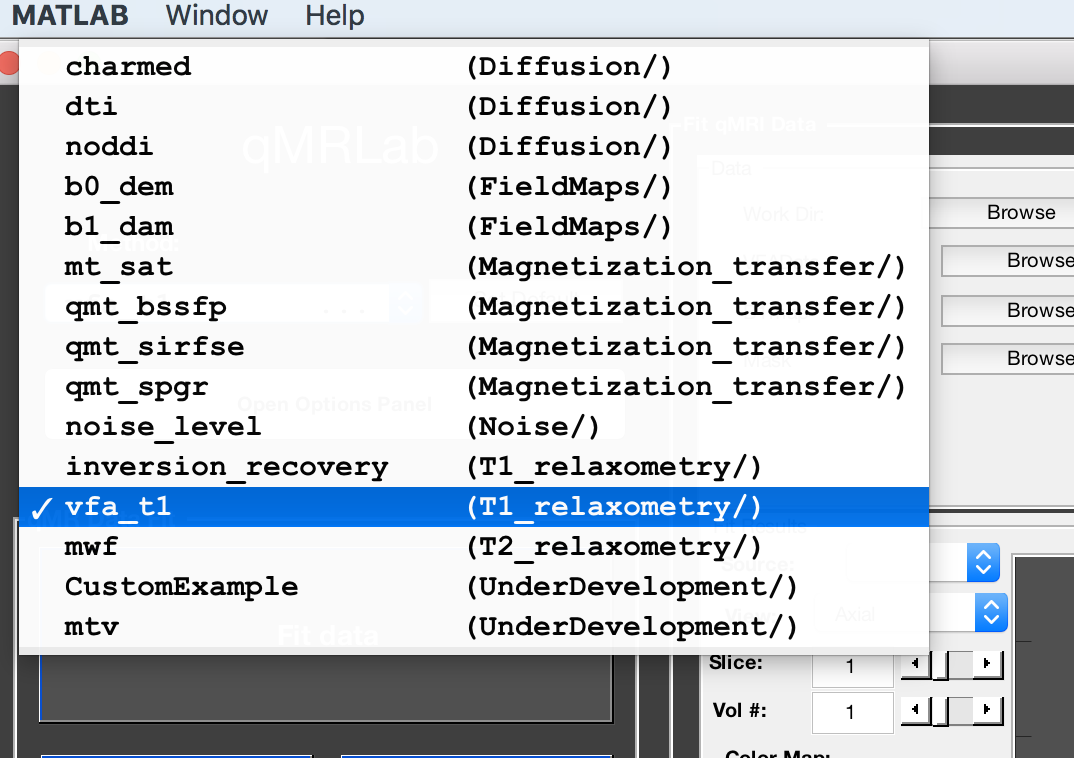 MATLAB Window Help
charmed (Diffusion/)
dti (Diffusion/)
noddi (Diffusion/)
b0_dem (FieldMaps/)
b1_dam (FieldMaps/)
mt_sat (Magnetization_transfer/)
qmt_bssfp (Magnetization_transfer/)
qmt_sirfse (Magnetization_transfer/)
qmt_spgr (Magnetization_transfer/)
noise_level (Noise/)
inversion_recovery (T1_relaxometry/)
✓ vfa_t1 (T1_relaxometry/)
mwf (T2_relaxometry/)
CustomExample (UnderDevelopment/)
mtv (UnderDevelopment/)
qMRLab
Method:
...
Open Options Panel
Fit data
Fit qMRI Data
Data
Work Dir: Browse
Browse
Browse
Mask Browse
Source:
View: Axial
Slice: 1
Vol #: 1
Color Map: